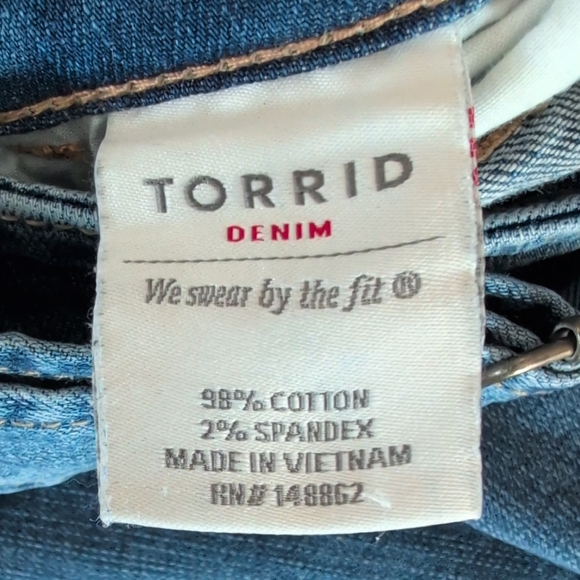 TORRID
DENIM
We swear by the fit ®
98% COTTON
2% SPANDEX
MADE IN VIETNAM
RN# 148862